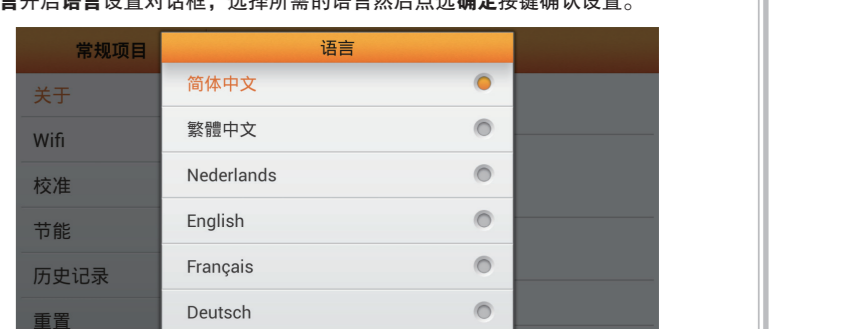 言开启语言设置对话框，选择所需的语言然后点选确定按键确认设置。
常规项目
语言
关于
简体中文
Wifi
繁體中文
校准
Nederlands
节能
English
历史记录
Français
重置
Deutsch